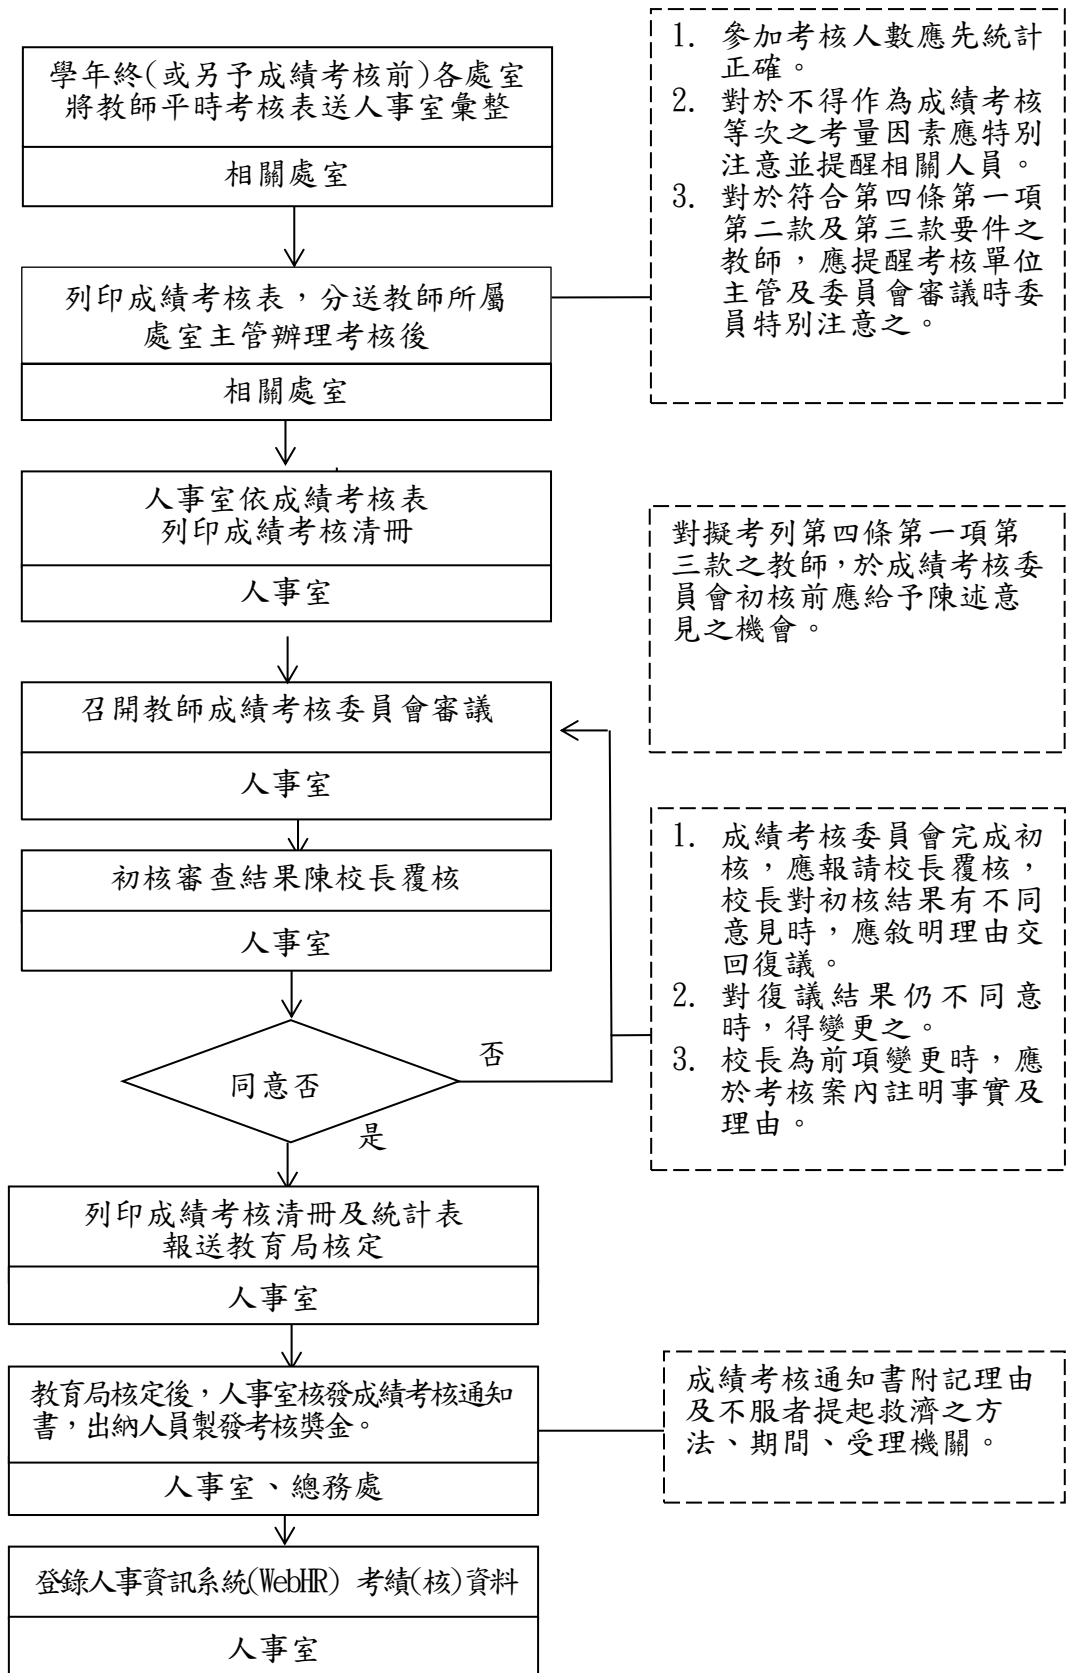 學年終(或另予成績考核前)各處室
將教師平時考核表送人事室彙整
相關處室
1. 參加考核人數應先統計
正確。
2. 對於不得作為成績考核
等次之考量因素應特別
注意並提醒相關人員。
3. 對於符合第四條第一項
第二款及第三款要件之
教師，應提醒考核單位
主管及委員會審議時委
員特別注意之。
列印成績考核表，分送教師所屬
處室主管辦理考核後
相關處室
人事室依成績考核表
列印成績考核清冊
人事室
對擬考列第四條第一項第
三款之教師，於成績考核委
員會初核前應給予陳述意
見之機會。
召開教師成績考核委員會審議
人事室
初核審查結果陳校長覆核
人事室
1. 成績考核委員會完成初
核，應報請校長覆核，
校長對初核結果有不同
意見時，應敘明理由交
回復議。
2. 對復議結果仍不同意
時，得變更之。
3. 校長為前項變更時，應
於考核案內註明事實及
理由。
同意否
否
是
列印成績考核清冊及統計表
報送教育局核定
人事室
教育局核定後，人事室核發成績考核通知
書，出納人員製發考核獎金。
人事室、總務處
成績考核通知書附記理由
及不服者提起救濟之方
法、期間、受理機關。
登錄人事資訊系統(WebHR) 考績(核)資料
人事室